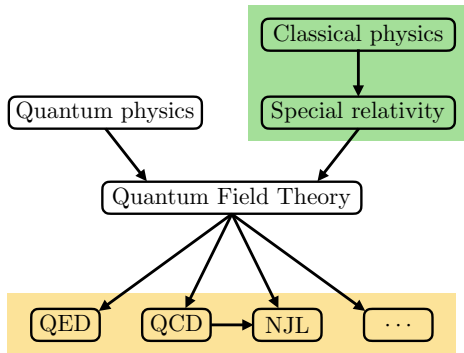 Classical physics
Quantum physics
Special relativity
Quantum Field Theory
QED
QCD
NJL
···